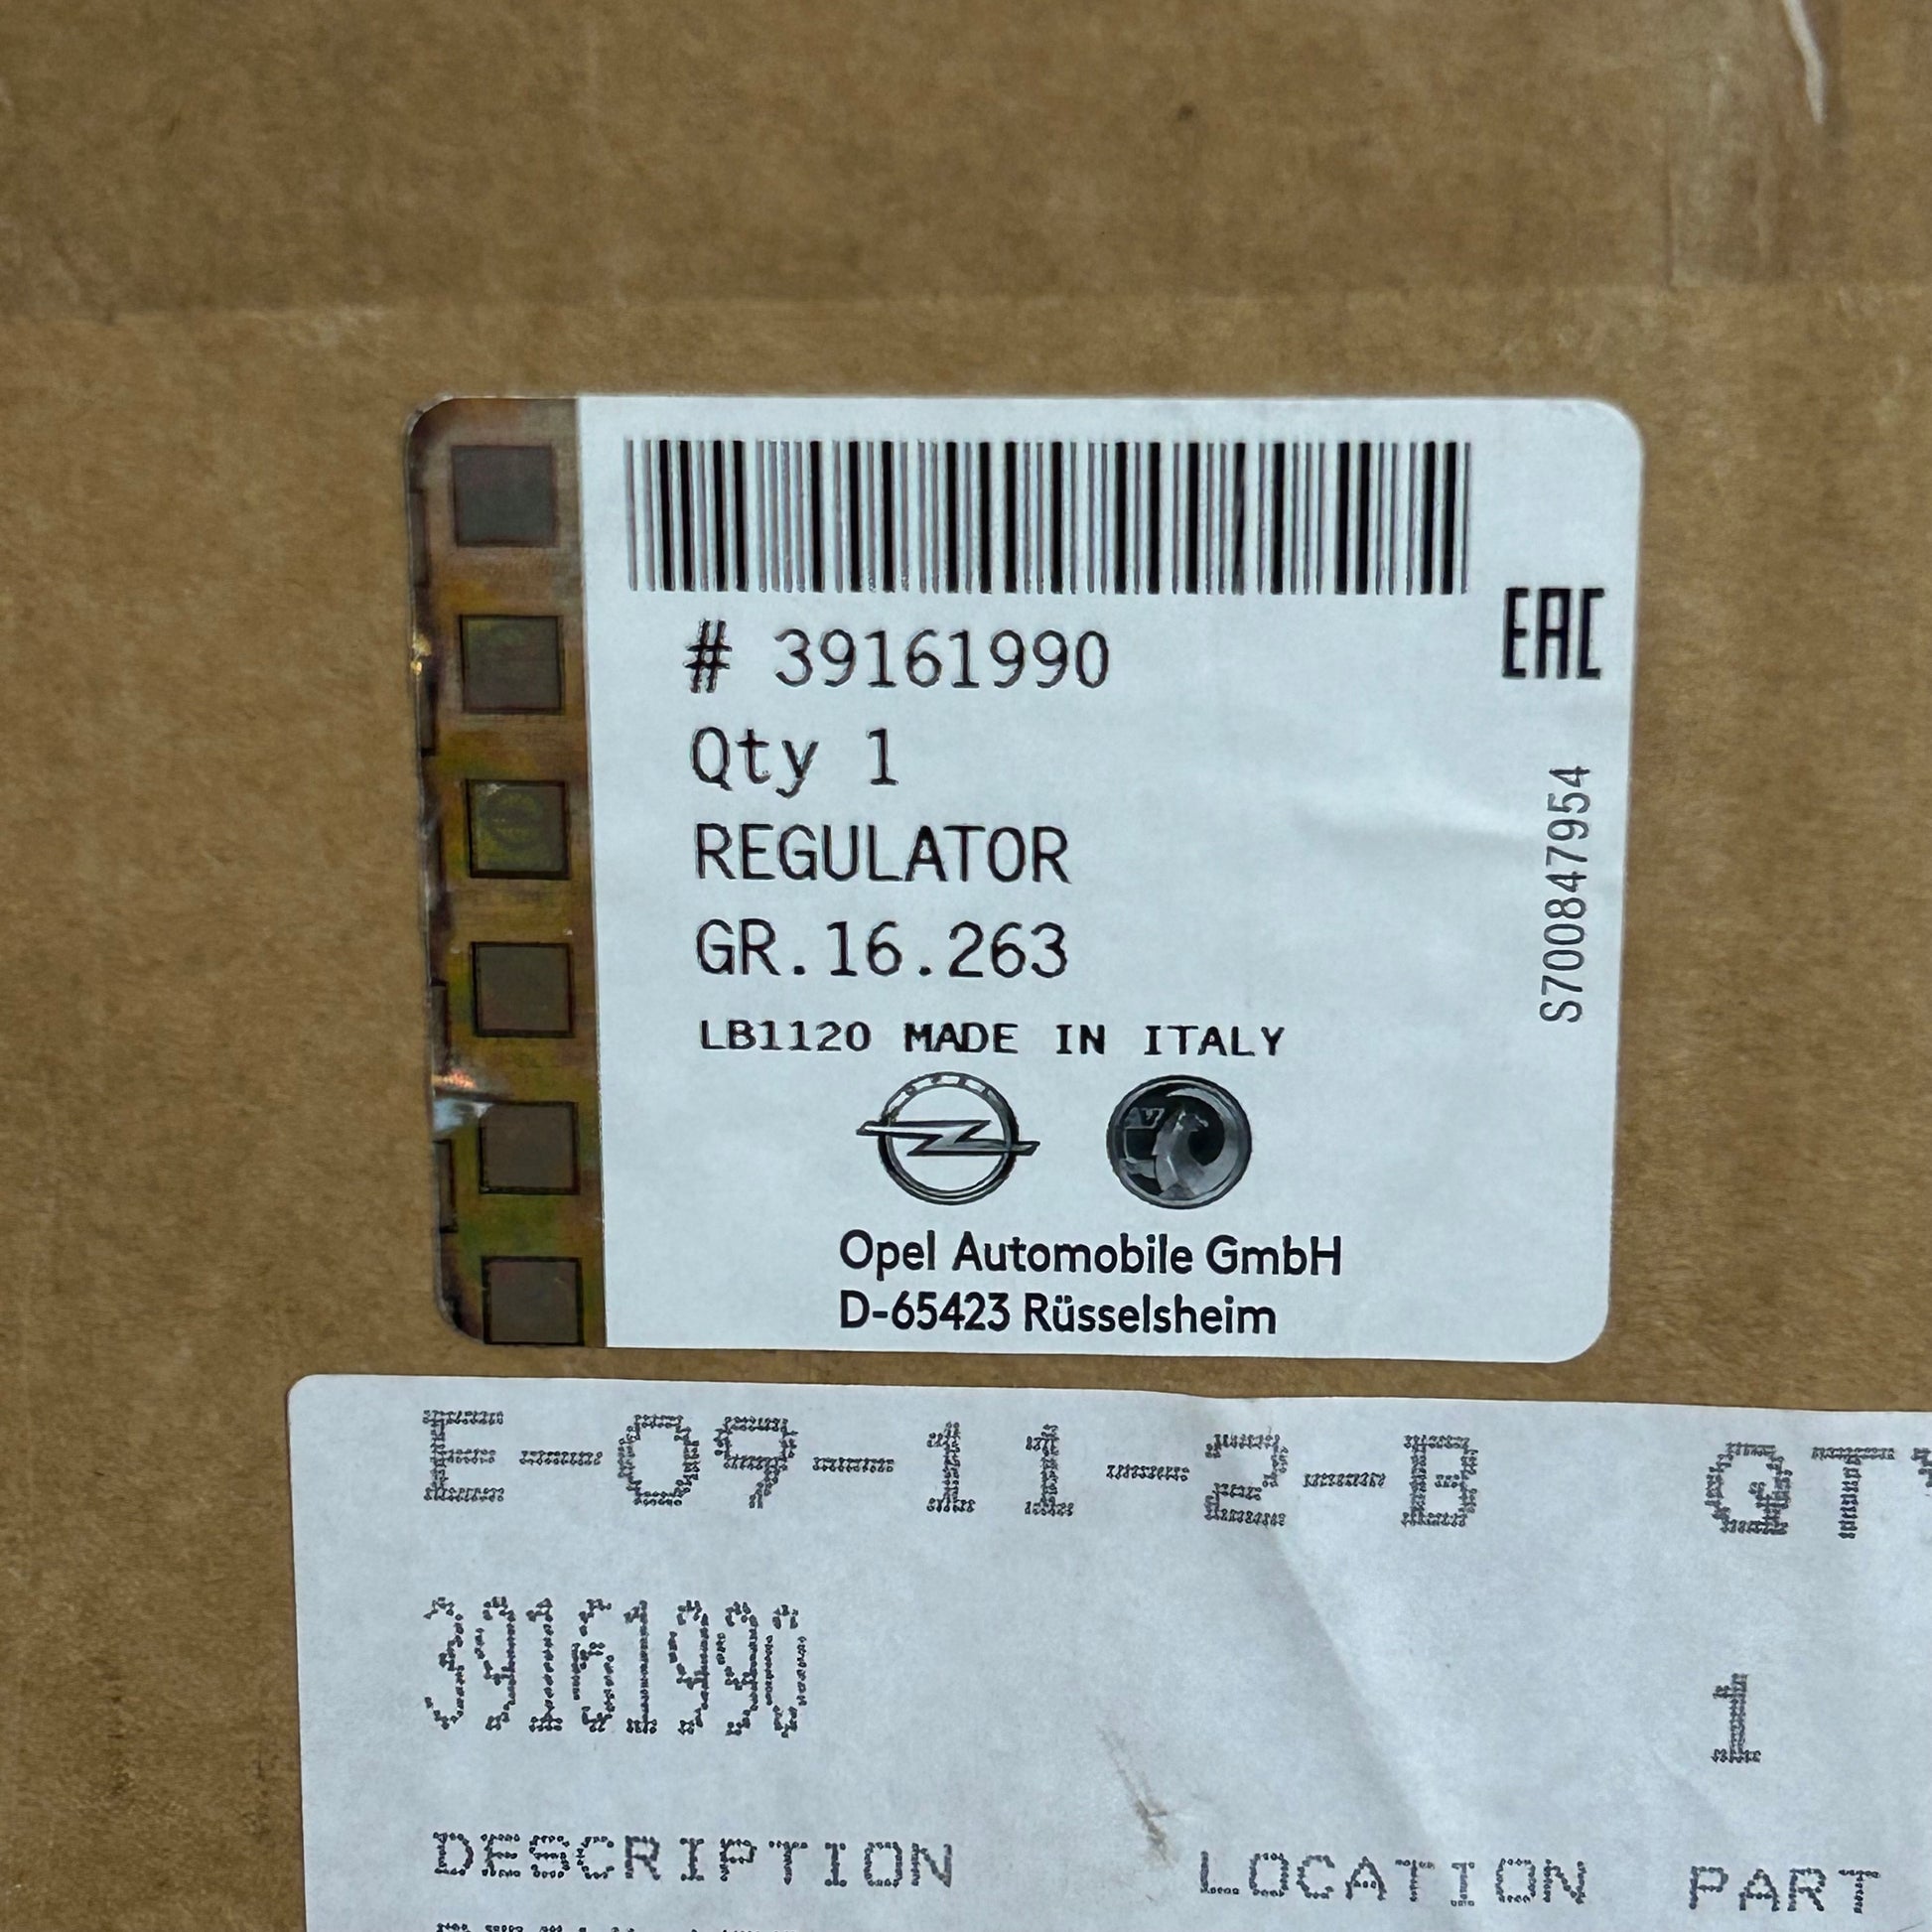 # 39161990
EAC
Qty 1
REGULATOR
GR.16.263
S700847954
LB1120 MADE IN ITALY
OPEL
V
Opel Automobile GmbH
D-65423 Rüsselsheim
E-09-11-2-B
39161990
1
DESCRIPTION LOCATION PART